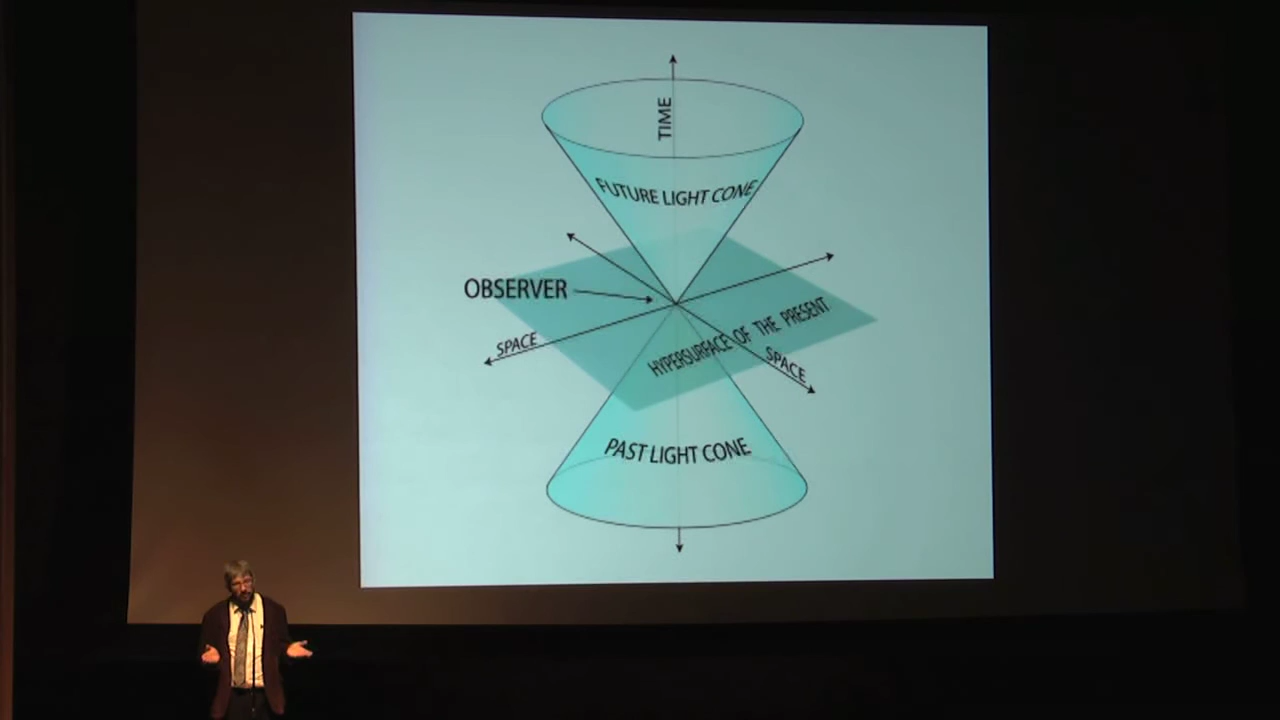 TIME
FUTURE LIGHT CONE
OBSERVER
SPACE
HYPERSURFACE OF THE PRESENT
SPACE
PAST LIGHT CONE